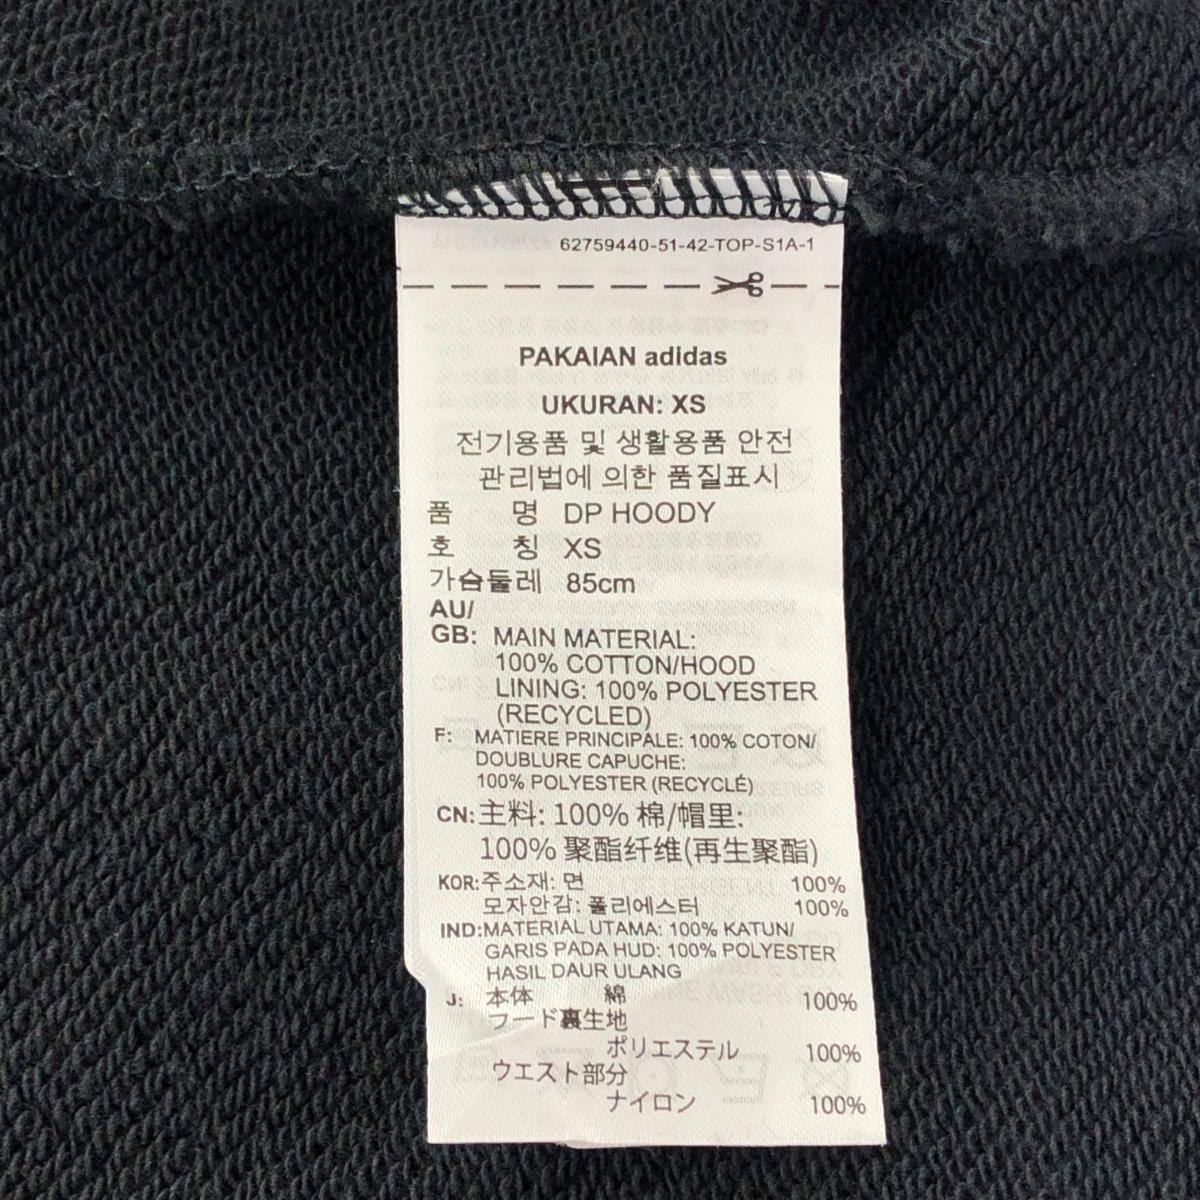 62759440-51-42-TOP-S1A-1
PAKAIAN adidas
UKURAN: XS
전기용품 및 생활용품 안전
관리법에 의한 품질표시
품 명 DP HOODY
호 칭 XS
가슴둘레 85cm
AU/
GB: MAIN MATERIAL:
100% COTTON/HOOD
LINING: 100% POLYESTER
(RECYCLED)
F: MATIERE PRINCIPALE: 100% COTON/
DOUBLURE CAPUCHE:
100% POLYESTER (RECYCLÉ)
CN: 主料: 100% 棉/帽里:
100% 聚酯纤维(再生聚酯)
KOR: 주소재: 면 100%
모자안감: 폴리에스터 100%
IND: MATERIAL UTAMA: 100% KATUN/
GARIS PADA HUD: 100% POLYESTER
HASIL DAUR ULANG
J: 本体 綿 100%
フード裏生地
ポリエステル 100%
ウエスト部分
ナイロン 100%